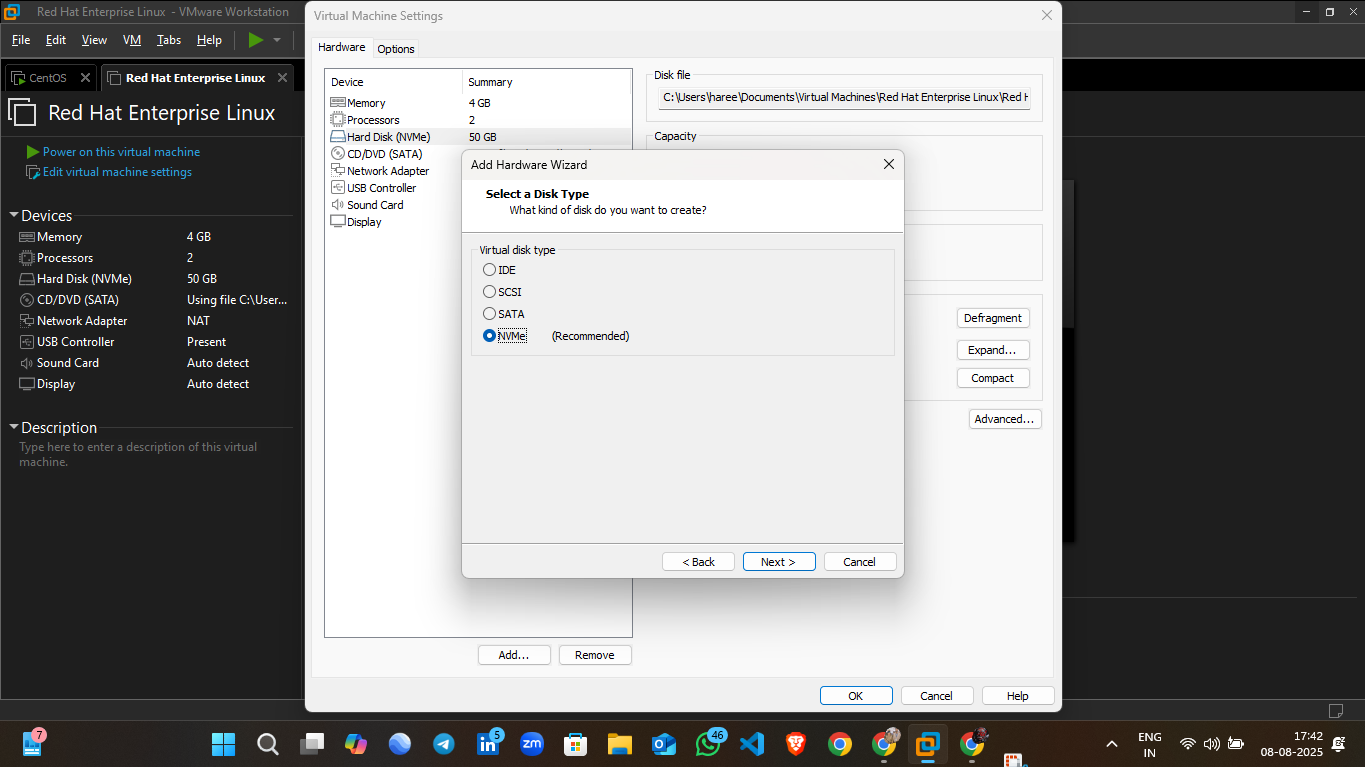 Red Hat Enterprise Linux - VMware Workstation
File Edit View VM Tabs Help
CentOS
Red Hat Enterprise Linux
Red Hat Enterprise Linux
Power on this virtual machine
Edit virtual machine settings
Devices
Memory 4 GB
Processors 2
Hard Disk (NVMe) 50 GB
CD/DVD (SATA) Using file C:\User...
Network Adapter NAT
USB Controller Present
Sound Card Auto detect
Display Auto detect
Description
Type here to enter a description of this virtual
machine.
Virtual Machine Settings
Hardware Options
Device Summary
Memory 4 GB
Processors 2
Hard Disk (NVMe) 50 GB
CD/DVD (SATA)
Network Adapter
USB Controller
Sound Card
Display
Add... Remove
Disk file
C:\Users\haree\Documents\Virtual Machines\Red Hat Enterprise Linux\Red H
Capacity
Defragment
Expand...
Compact
Advanced...
Add Hardware Wizard
Select a Disk Type
What kind of disk do you want to create?
Virtual disk type
IDE
SCSI
SATA
NVMe (Recommended)
< Back Next > Cancel
OK Cancel Help
7
5
zm
46
ENG
IN
17:42
08-08-2025